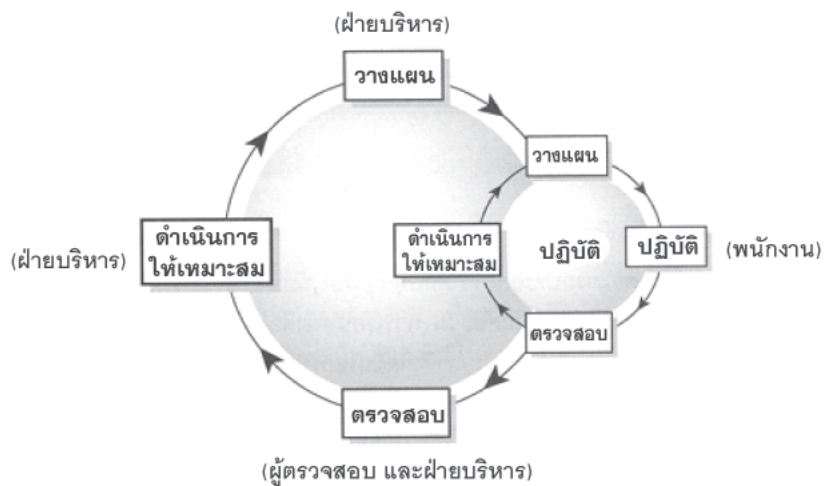 (ฝ่ายบริหาร)
วางแผน
วางแผน
(ฝ่ายบริหาร)
ดำเนินการ
ให้เหมาะสม
ดำเนินการ
ให้เหมาะสม
ปฏิบัติ
ปฏิบัติ
(พนักงาน)
ตรวจสอบ
ตรวจสอบ
(ผู้ตรวจสอบ และฝ่ายบริหาร)